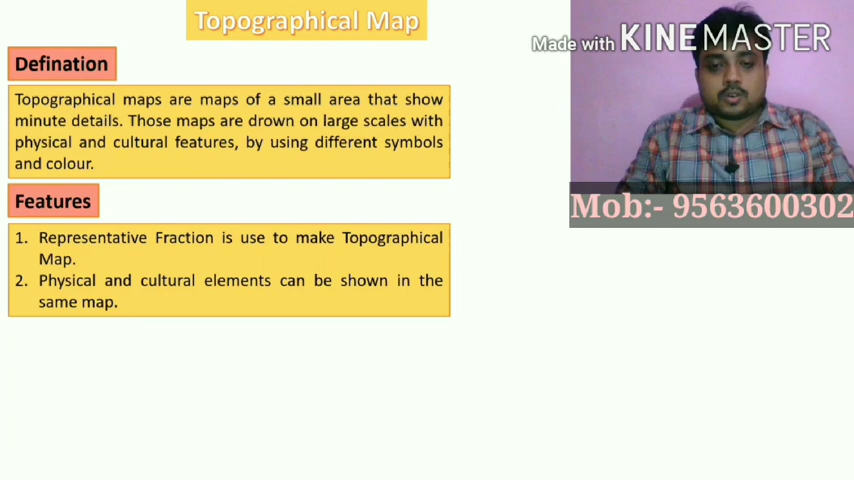 Topographical Map
Made with KINEMASTER
Defination
Topographical maps are maps of a small area that show
minute details. Those maps are drown on large scales with
physical and cultural features, by using different symbols
and colour.
Features
Mob:- 9563600302
1. Representative Fraction is use to make Topographical
Map.
2. Physical and cultural elements can be shown in the
same map.